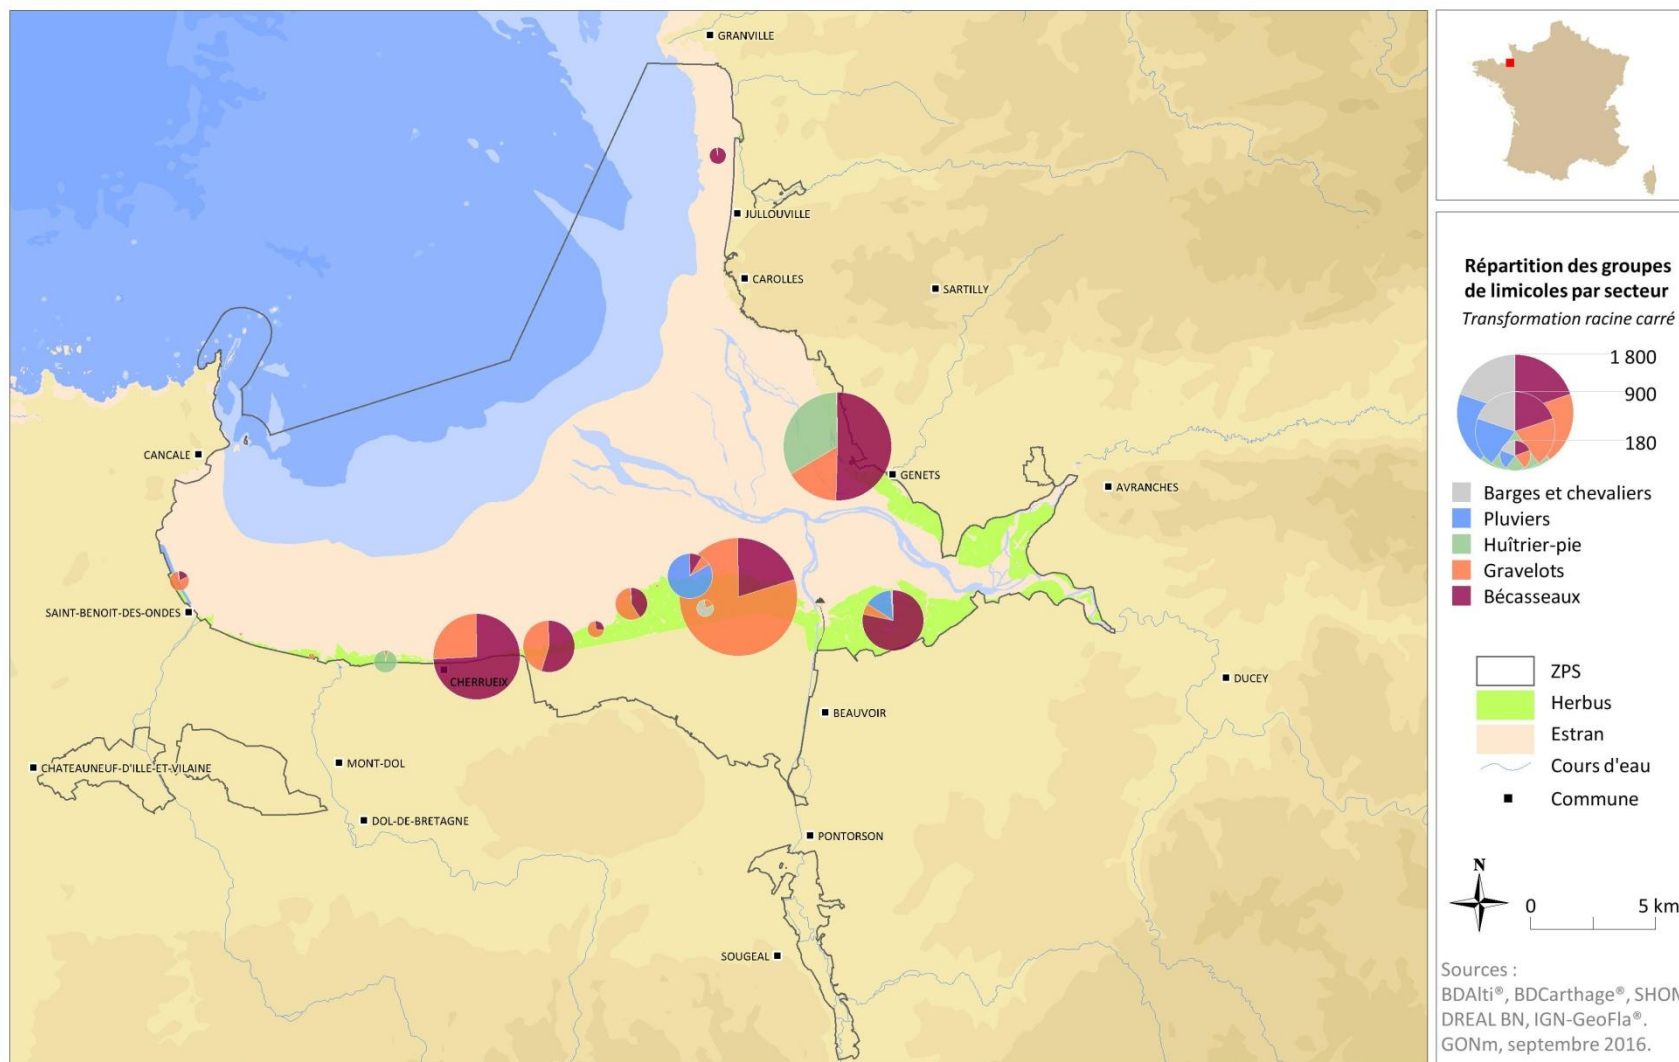 GRANVILLE
JULLOUVILLE
CAROLLES
SARTILLY
CANCALE
GENETS
AVRANCHES
SAINT-BENOIT-DES-ONDES
CHERRUEIX
DUCEY
BEAUVOIR
CHATEAUNEUF-D'ILLE-ET-VILAINE
MONT-DOL
DOL-DE-BRETAGNE
PONTORSON
SOUGEAL
Répartition des groupes
de limicoles par secteur
Transformation racine carré
1 800
900
180
Barges et chevaliers
Pluviers
Huîtrier-pie
Gravelots
Bécasseaux
ZPS
Herbus
Estran
Cours d'eau
Commune
N
0 5 km
Sources :
BDAlti®, BDCarthage®, SHOM
DREAL BN, IGN-GeoFla®.
GONm, septembre 2016.